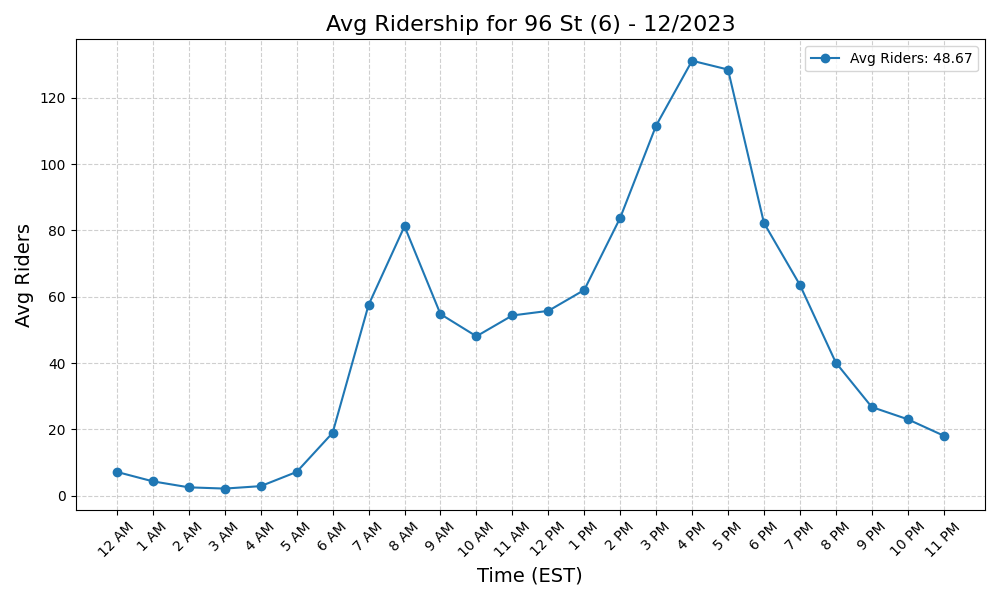 Avg Ridership for 96 St (6) - 12/2023
Avg Riders: 48.67
Avg Riders
120
100
80
60
40
20
0
12 AM
1 AM
2 AM
3 AM
4 AM
5 AM
6 AM
7 AM
8 AM
9 AM
10 AM
11 AM
12 PM
1 PM
2 PM
3 PM
4 PM
5 PM
6 PM
7 PM
8 PM
9 PM
10 PM
11 PM
Time (EST)